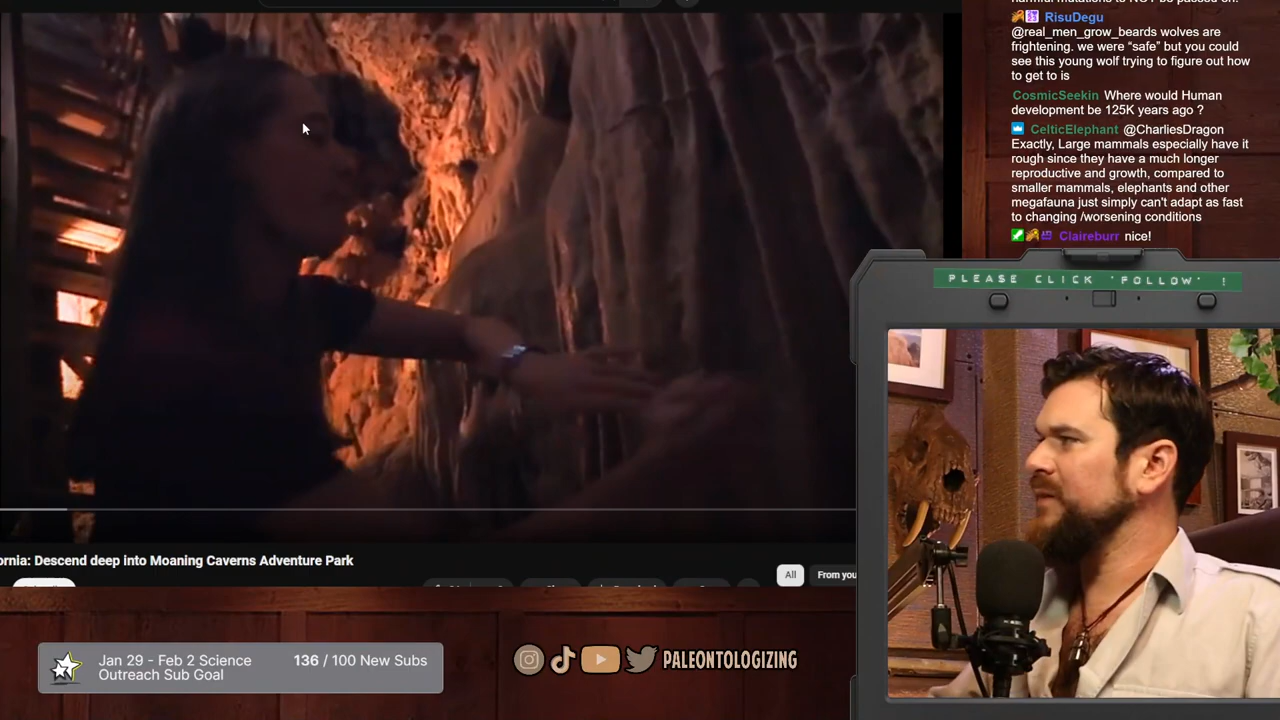 RisuDegu
@real_men_grow_beards wolves are
frightening. we were “safe” but you could
see this young wolf trying to figure out how
to get to is
CosmicSeekin Where would Human
development be 125K years ago ?
CelticElephant @CharliesDragon
Exactly, Large mammals especially have it
rough since they have a much longer
reproductive and growth, compared to
smaller mammals, elephants and other
megafauna just simply can't adapt as fast
to changing /worsening conditions
Claireburr nice!
PLEASE CLICK 'FOLLOW' !
ornia: Descend deep into Moaning Caverns Adventure Park
All
From you
Jan 29 - Feb 2 Science
Outreach Sub Goal
136 / 100 New Subs
PALEONTOLOGIZING